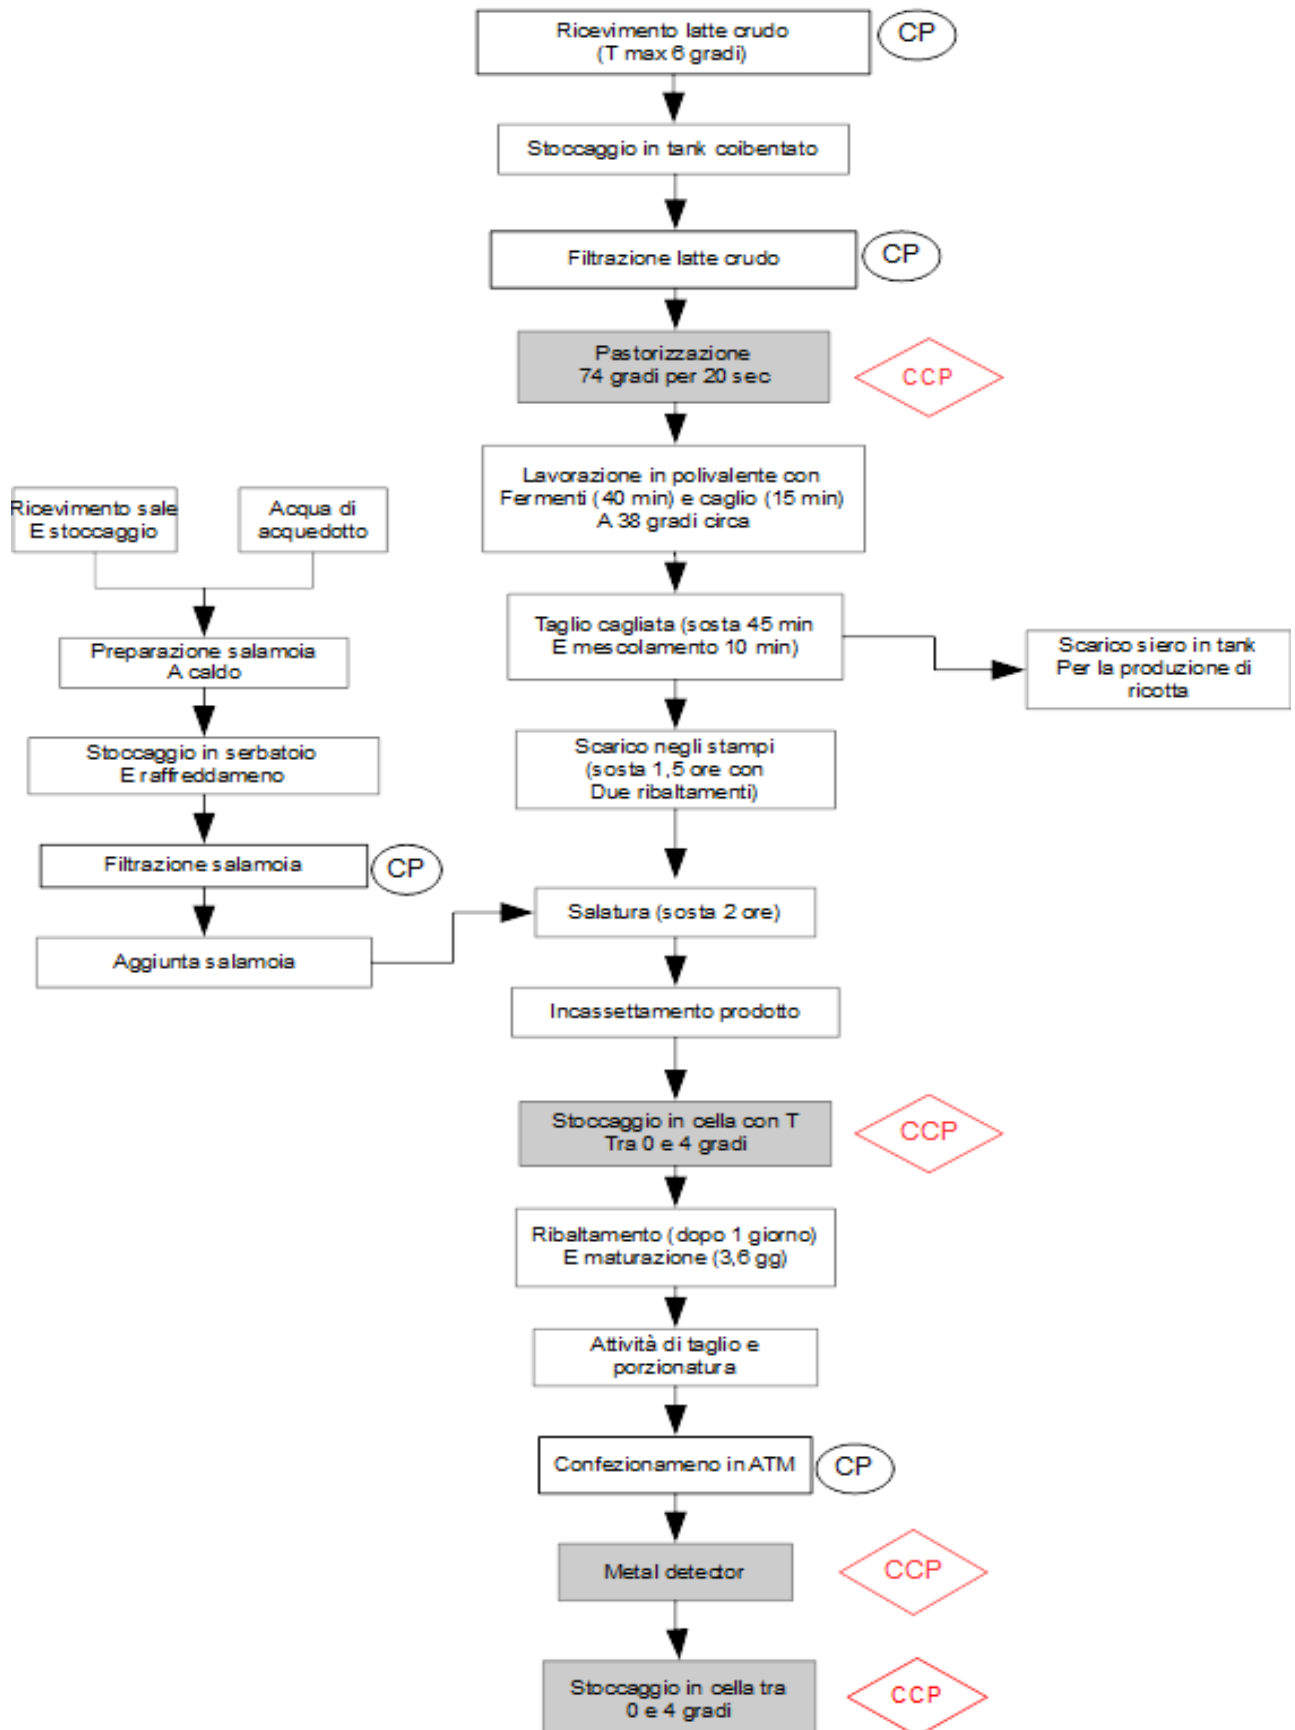 Ricevimento latte crudo
(T max 6 gradi)
CP
Stoccaggio in tank coibentato
Filtrazione latte crudo
CP
Pastorizzazione
74 gradi per 20 sec
CCP
Lavorazione in polivalente con
Fermenti (40 min) e caglio (15 min)
A 38 gradi circa
Ricevimento sale
E stoccaggio
Acqua di
acquedotto
Taglio cagliata (sosta 45 min
E mescolamento 10 min)
Scarico siero in tank
Per la produzione di
ricotta
Preparazione salamoia
A caldo
Stoccaggio in serbatoio
E raffreddameno
Scarico negli stampi
(sosta 1,5 ore con
Due ribaltamenti)
Filtrazione salamoia
CP
Aggiunta salamoia
Salatura (sosta 2 ore)
Incassettamento prodotto
Stoccaggio in cella con T
Tra 0 e 4 gradi
CCP
Ribaltamento (dopo 1 giorno)
E maturazione (3,6 gg)
Attività di taglio e
porzionatura
Confezionameno in ATM
CP
Metal detector
CCP
Stoccaggio in cella tra
0 e 4 gradi
CCP